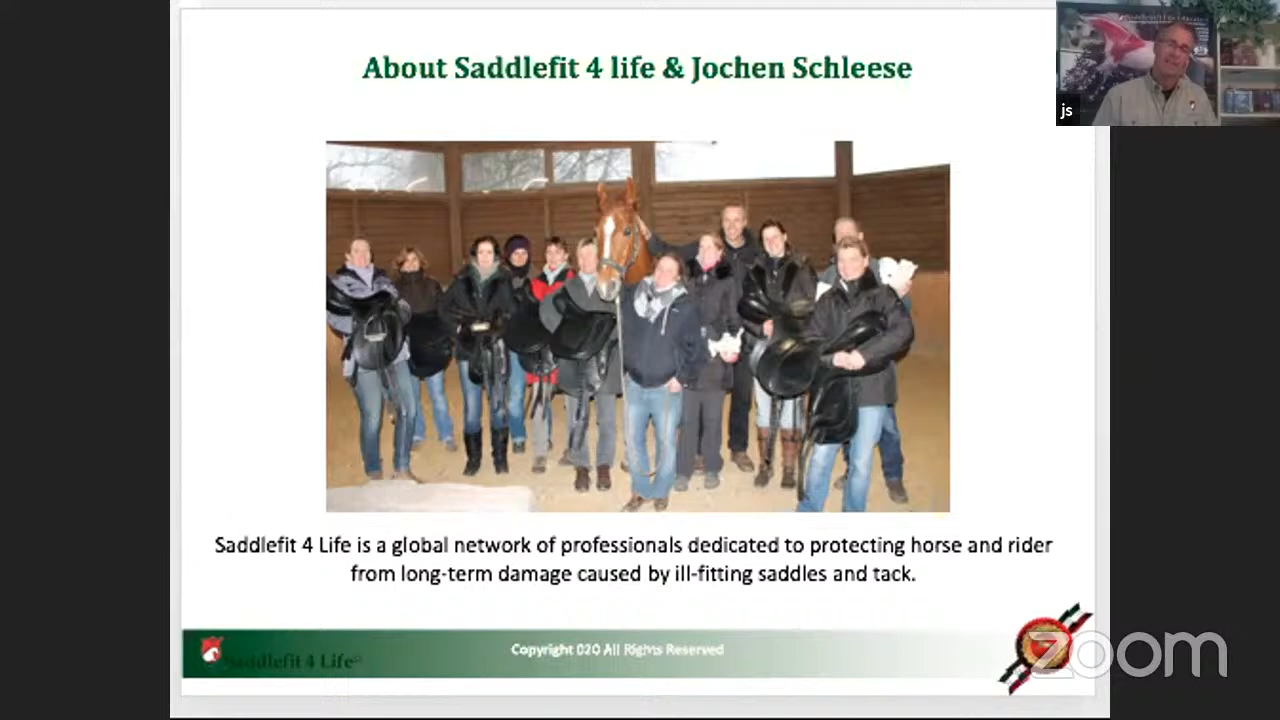 About Saddlefit 4 life & Jochen Schleese
js
Saddlefit 4 Life is a global network of professionals dedicated to protecting horse and rider
from long-term damage caused by ill-fitting saddles and tack.
Saddlefit 4 Life
Copyright 020 All Rights Reserved
zoom